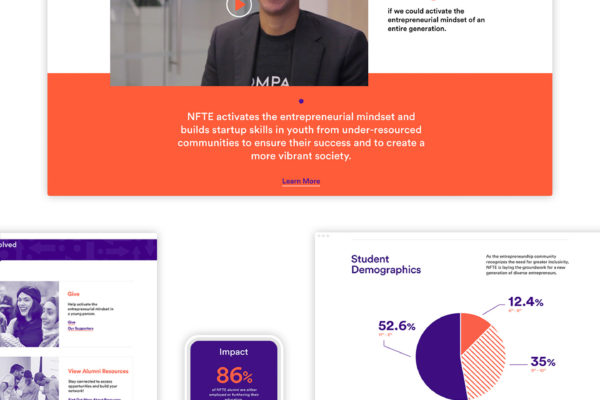 if we could activate the
entrepreneurial mindset of an
entire generation.
OMPA
NFTE activates the entrepreneurial mindset and
builds startup skills in youth from under-resourced
communities to ensure their success and to create a
more vibrant society.
Learn More
olved
Give
Help activate the
entrepreneurial mindset in
a young person.
Give
Our Supporters
View Alumni Resources
Stay connected to access
opportunities and build your
network!
Impact
86%
of NFTE alumni are either
employed or furthering their
Student
Demographics
As the entrepreneurship community
recognizes the need for greater inclusivity,
NFTE is laying the groundwork for a new
generation of diverse entrepreneurs.
12.4%
52.6%
35%